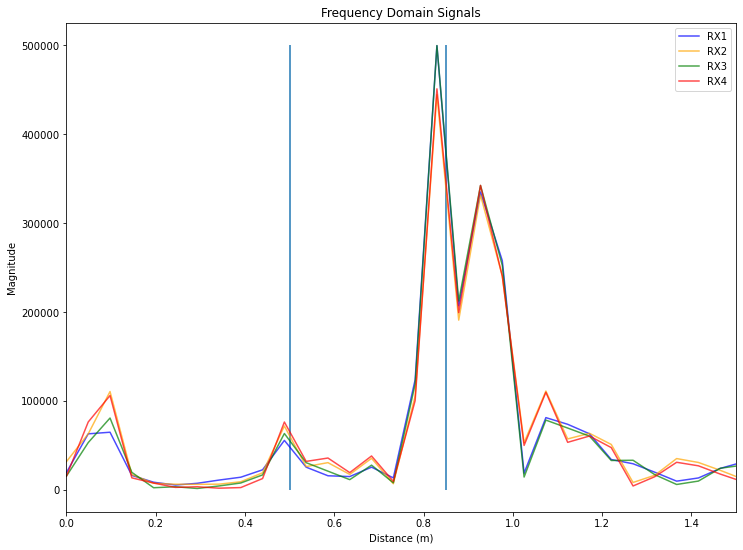 Frequency Domain Signals
RX1
RX2
RX3
RX4
500000
400000
300000
200000
100000
0
Magnitude
0.0 0.2 0.4 0.6 0.8 1.0 1.2 1.4
Distance (m)